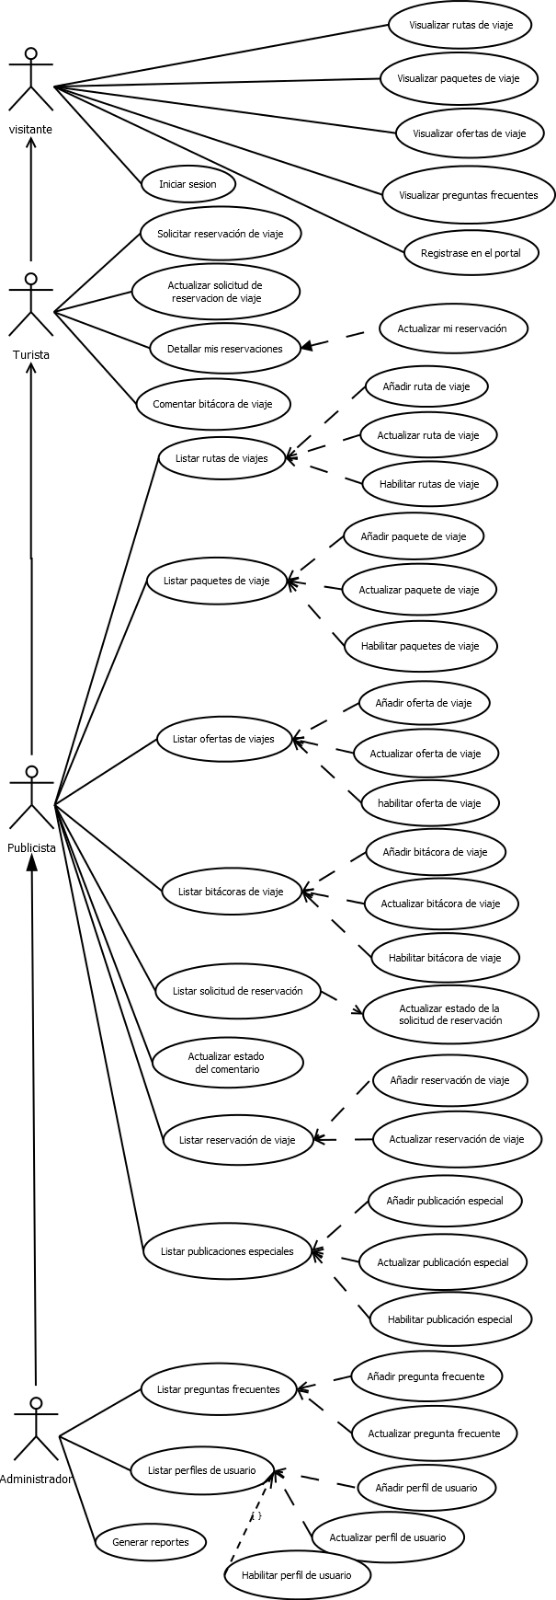 Visualizar rutas de viaje
Visualizar paquetes de viaje
visitante
Visualizar ofertas de viaje
Iniciar sesion
Visualizar preguntas frecuentes
Solicitar reservación de viaje
Registrase en el portal
Actualizar solicitud de
reservacion de viaje
Turista
Detallar mis reservaciones
Actualizar mi reservación
Comentar bitácora de viaje
Añadir ruta de viaje
Actualizar ruta de viaje
Listar rutas de viajes
Habilitar rutas de viaje
Añadir paquete de viaje
Listar paquetes de viaje
Actualizar paquete de viaje
Habilitar paquetes de viaje
Añadir oferta de viaje
Listar ofertas de viajes
Actualizar oferta de viaje
habilitar oferta de viaje
Publicista
Añadir bitácora de viaje
Listar bitácoras de viaje
Actualizar bitácora de viaje
Habilitar bitácora de viaje
Listar solicitud de reservación
Actualizar estado de la
solicitud de reservación
Actualizar estado
del comentario
Añadir reservación de viaje
Listar reservación de viaje
Actualizar reservación de viaje
Añadir publicación especial
Listar publicaciones especiales
Actualizar publicación especial
Habilitar publicación especial
Añadir pregunta frecuente
Listar preguntas frecuentes
Actualizar pregunta frecuente
Administrador
Listar perfiles de usuario
Añadir perfil de usuario
{ }
Actualizar perfil de usuario
Generar reportes
Habilitar perfil de usuario